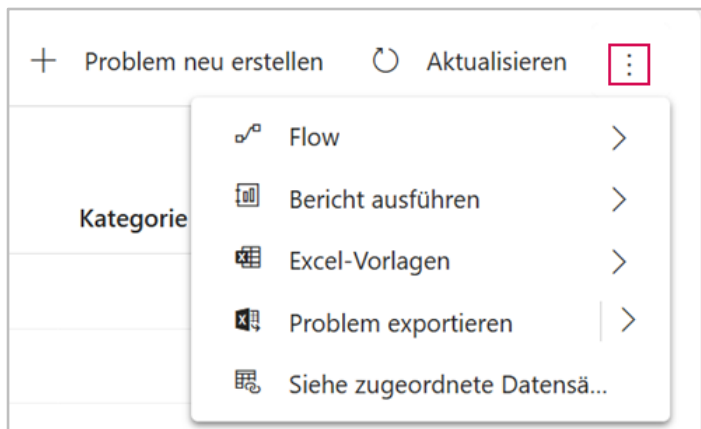 Problem neu erstellen Aktualisieren
Flow
Bericht ausführen
Kategorie
Excel-Vorlagen
Problem exportieren
Siehe zugeordnete Datensä...